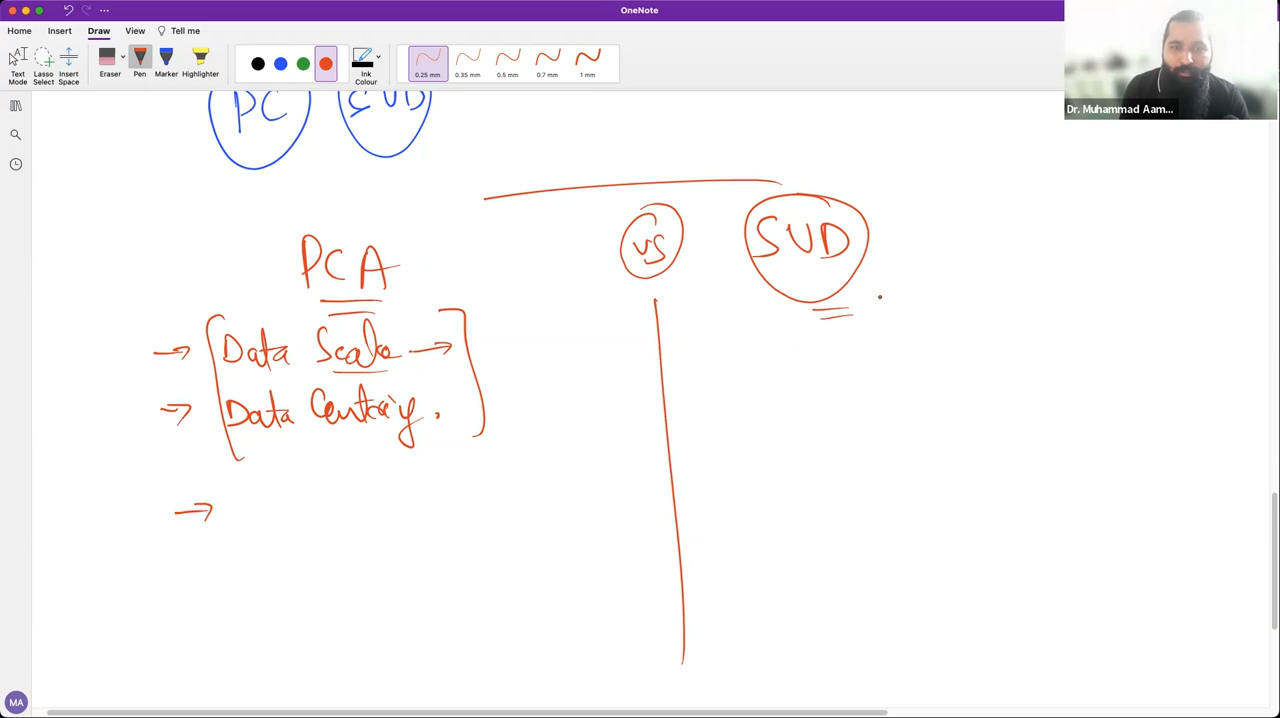 OneNote
Home Insert Draw View Tell me
Text Mode Lasso Select Insert Space Eraser Pen Marker Highlighter Ink Colour 0.25 mm 0.35 mm 0.5 mm 0.7 mm 1 mm
Dr. Muhammad Aam...
PC SVD
PCA vs SVD
→ Data Scale →
→ Data Centring.
→
MA